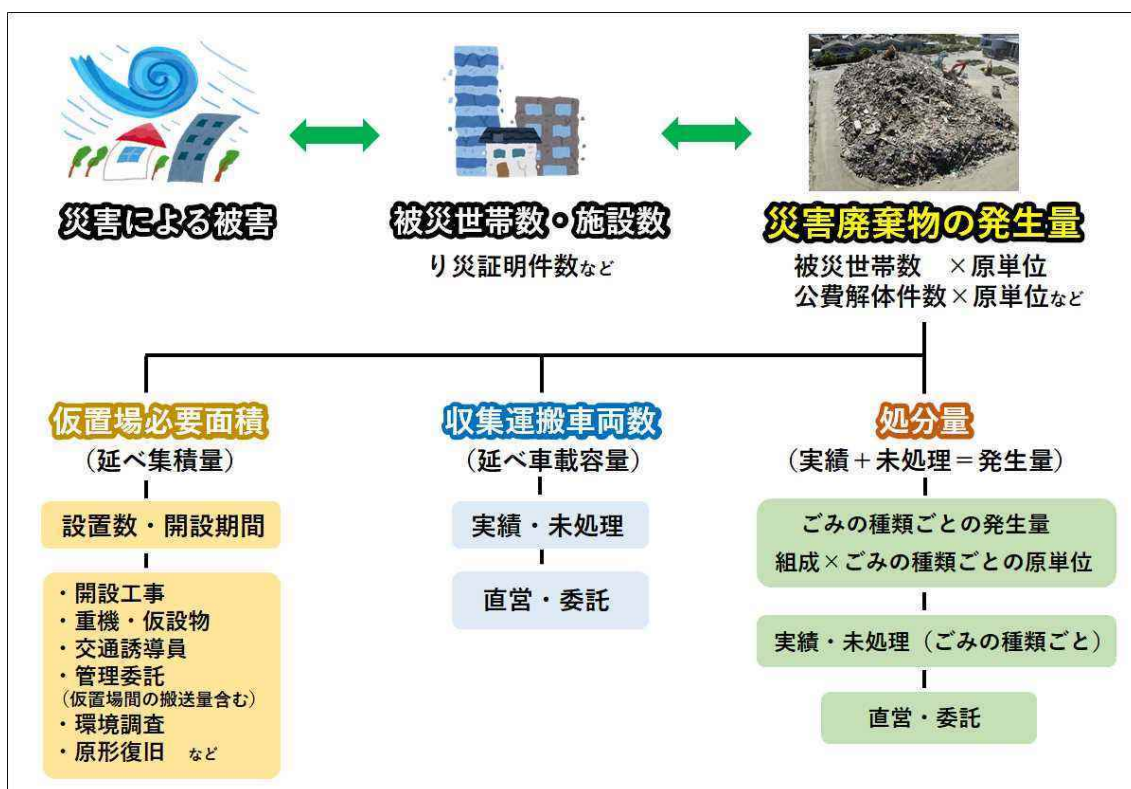 災害による被害
被災世帯数・施設数
り災証明件数など
災害廃棄物の発生量
被災世帯数　×原単位
公費解体件数×原単位など
仮置場必要面積
（延べ集積量）
設置数・開設期間
・開設工事
・重機・仮設物
・交通誘導員
・管理委託
（仮置場間の搬送量含む）
・環境調査
・原形復旧　など
収集運搬車両数
（延べ車載容量）
実績・未処理
直営・委託
処分量
（実績＋未処理＝発生量）
ごみの種類ごとの発生量
組成×ごみの種類ごとの原単位
実績・未処理（ごみの種類ごと）
直営・委託